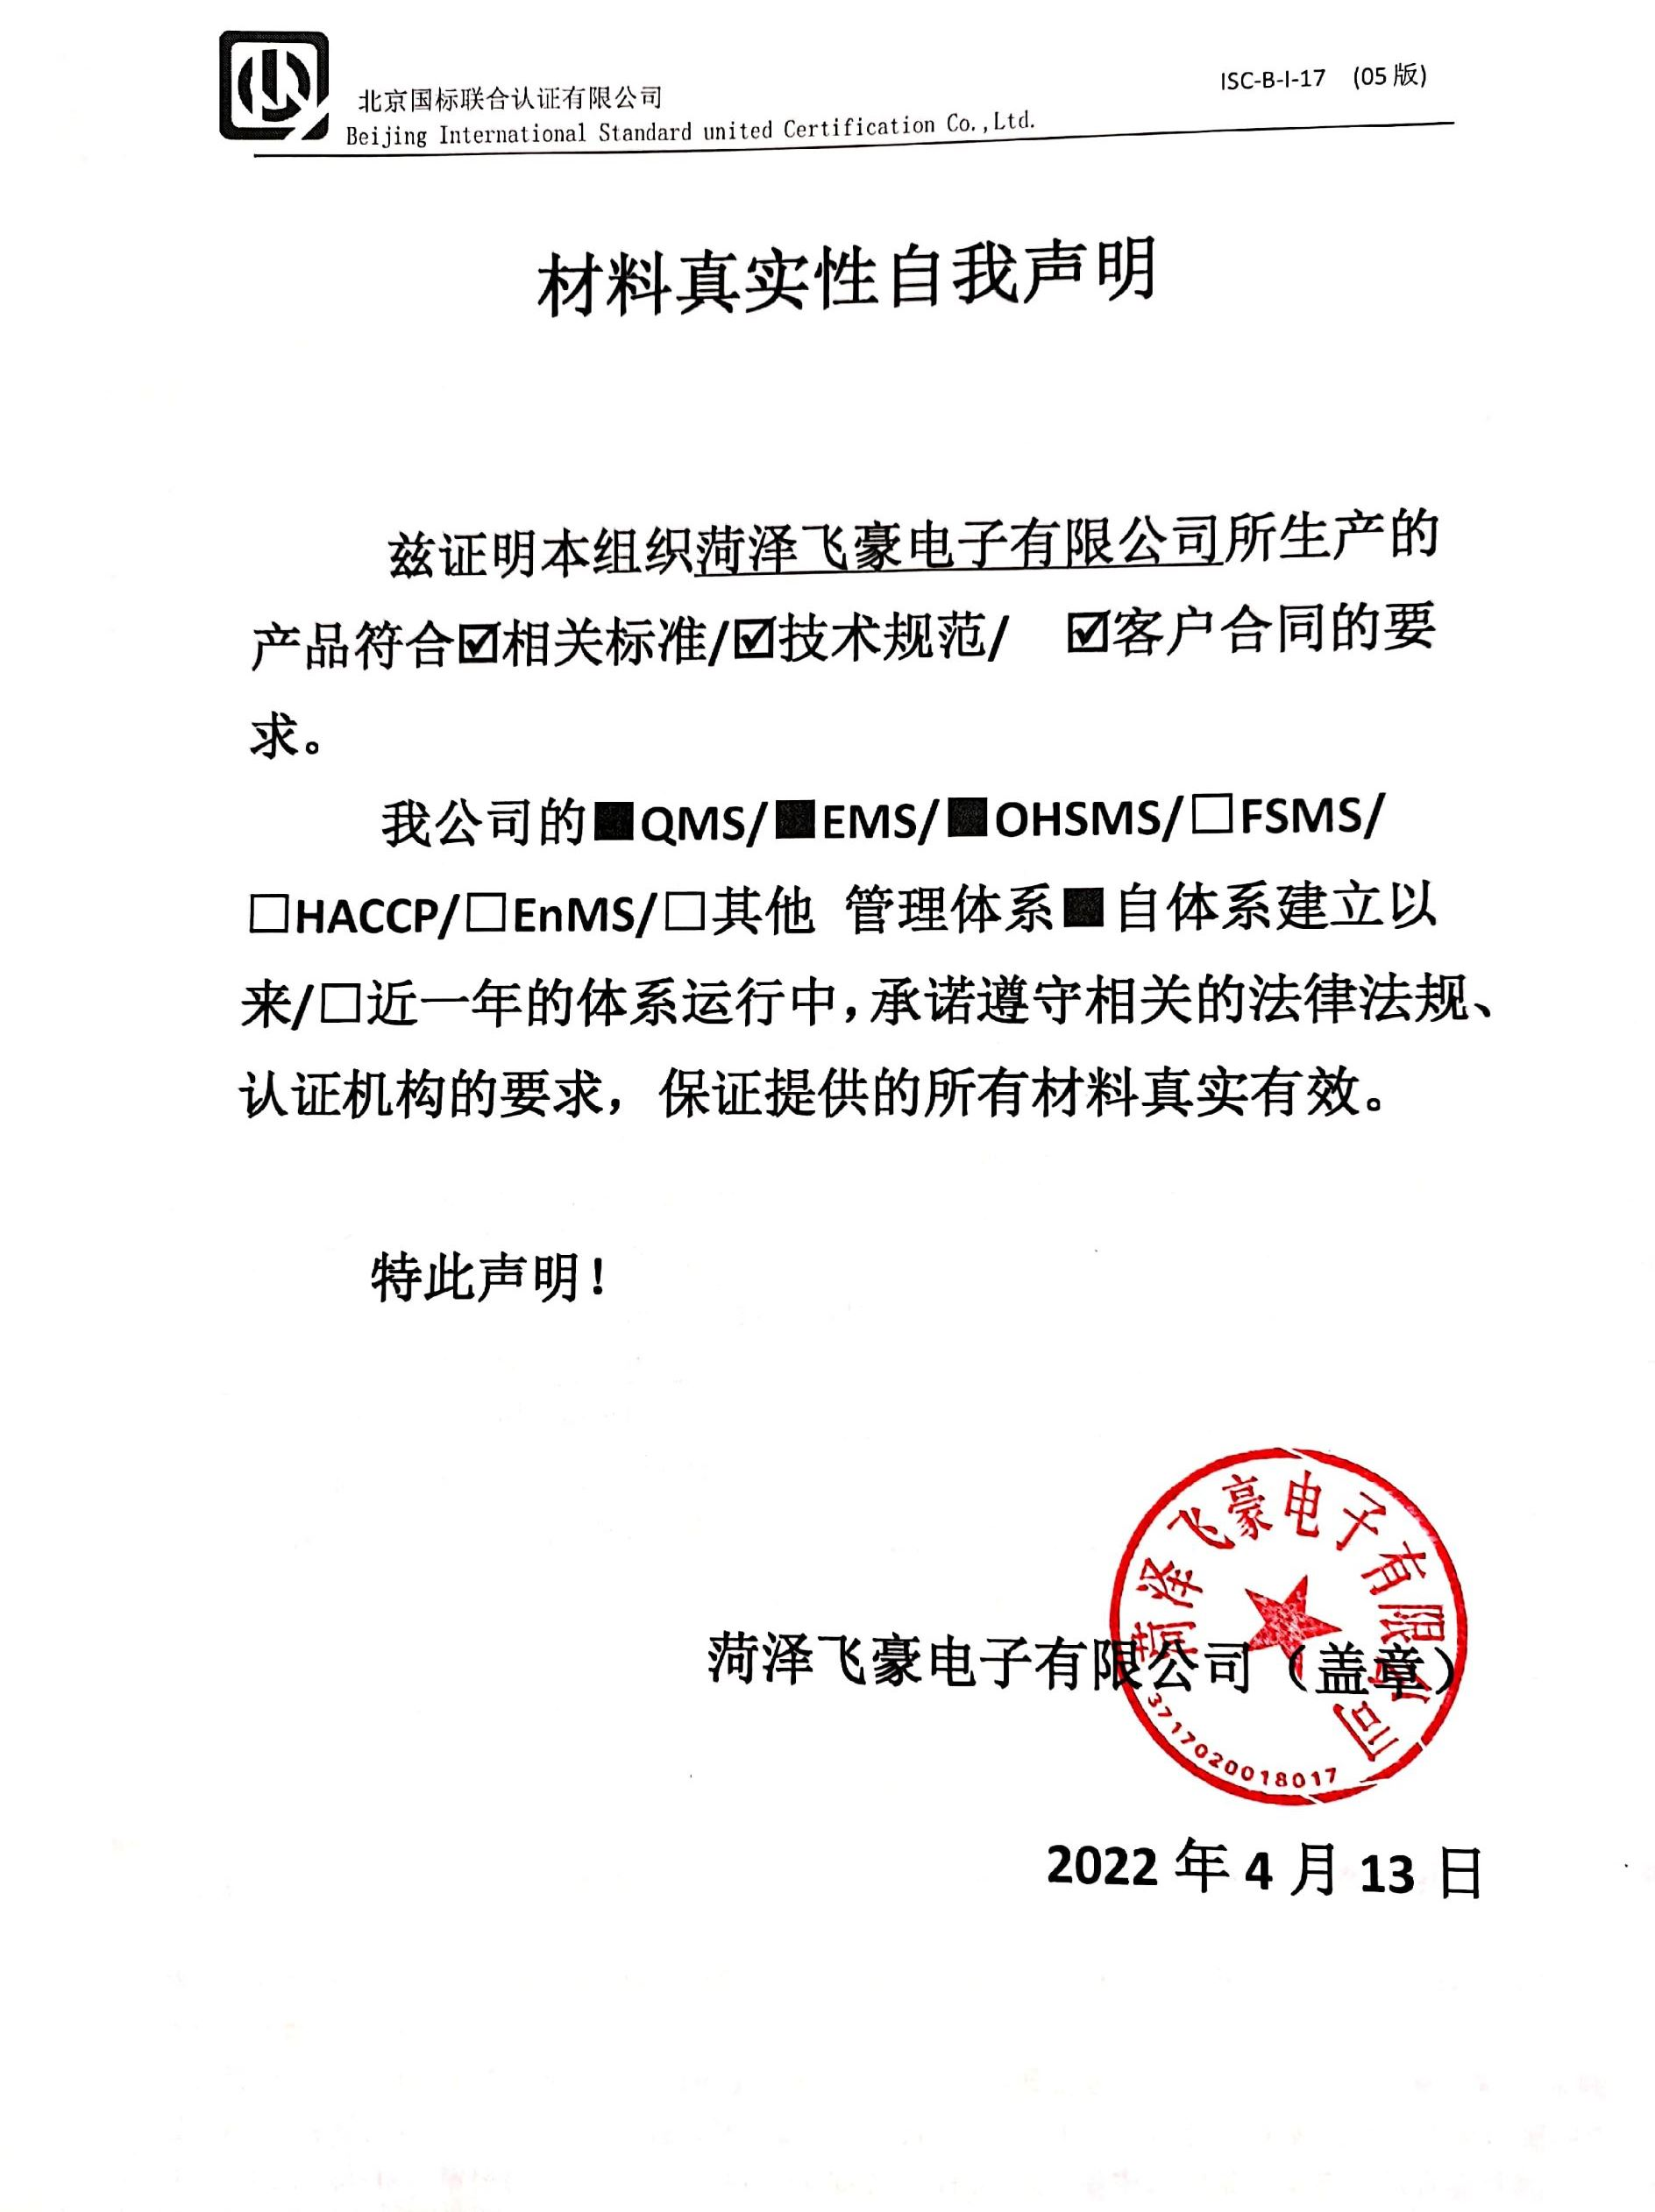 北京国标联合认证有限公司
ISC-B-I-17 (05版)
Beijing International Standard united Certification Co.,Ltd.
材料真实性自我声明
兹证明本组织菏泽飞豪电子有限公司所生产的
产品符合☑相关标准/☑技术规范/ ☑客户合同的要
求。
我公司的■QMS/■EMS/■OHSMS/□FSMS/
□HACCP/□EnMS/□其他 管理体系■自体系建立以
来/□近一年的体系运行中,承诺遵守相关的法律法规、
认证机构的要求，保证提供的所有材料真实有效。
特此声明！
菏泽飞豪电子有限公司（盖章）
菏泽飞豪电子有限公司
3717020018017
2022年4月13日